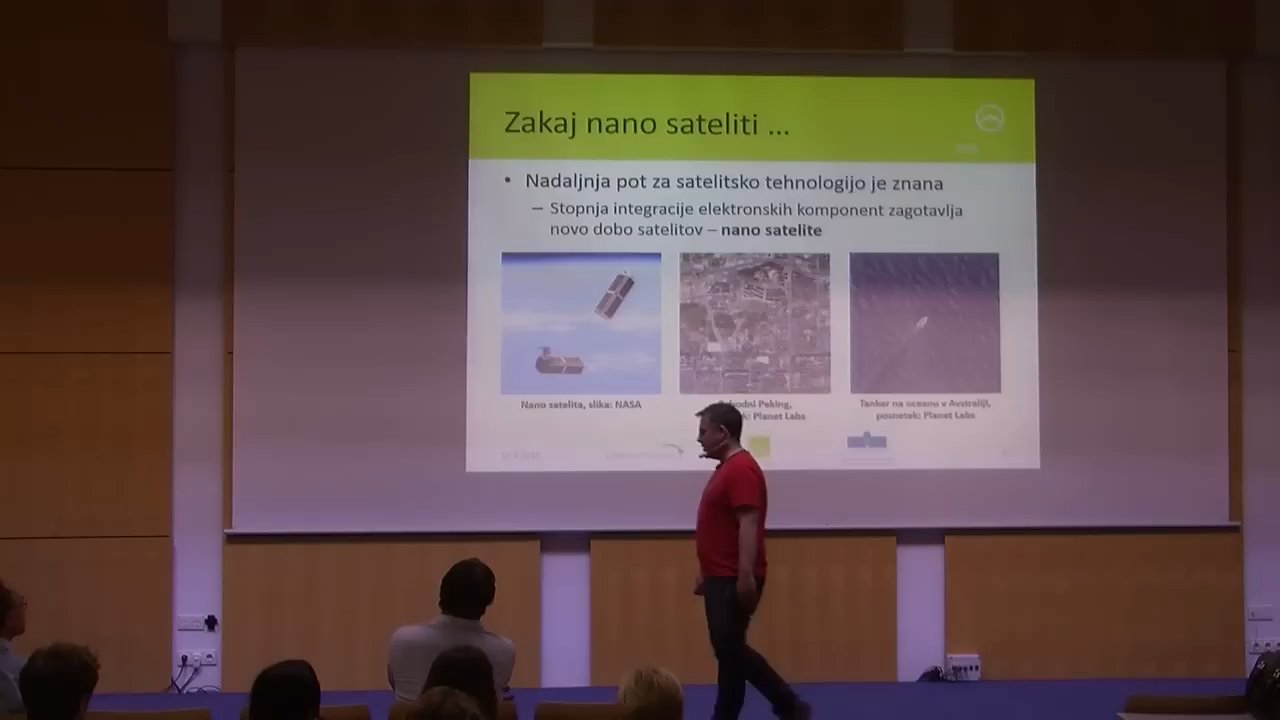 Zakaj nano sateliti ...
• Nadaljnja pot za satelitsko tehnologijo je znana
– Stopnja integracije elektronskih komponent zagotavlja
novo dobo satelitov – nano satelite
Nano satelita, slika: NASA
Peking,
Planet Labs
Tanker na oceanu v Avstraliji,
posnetek: Planet Labs